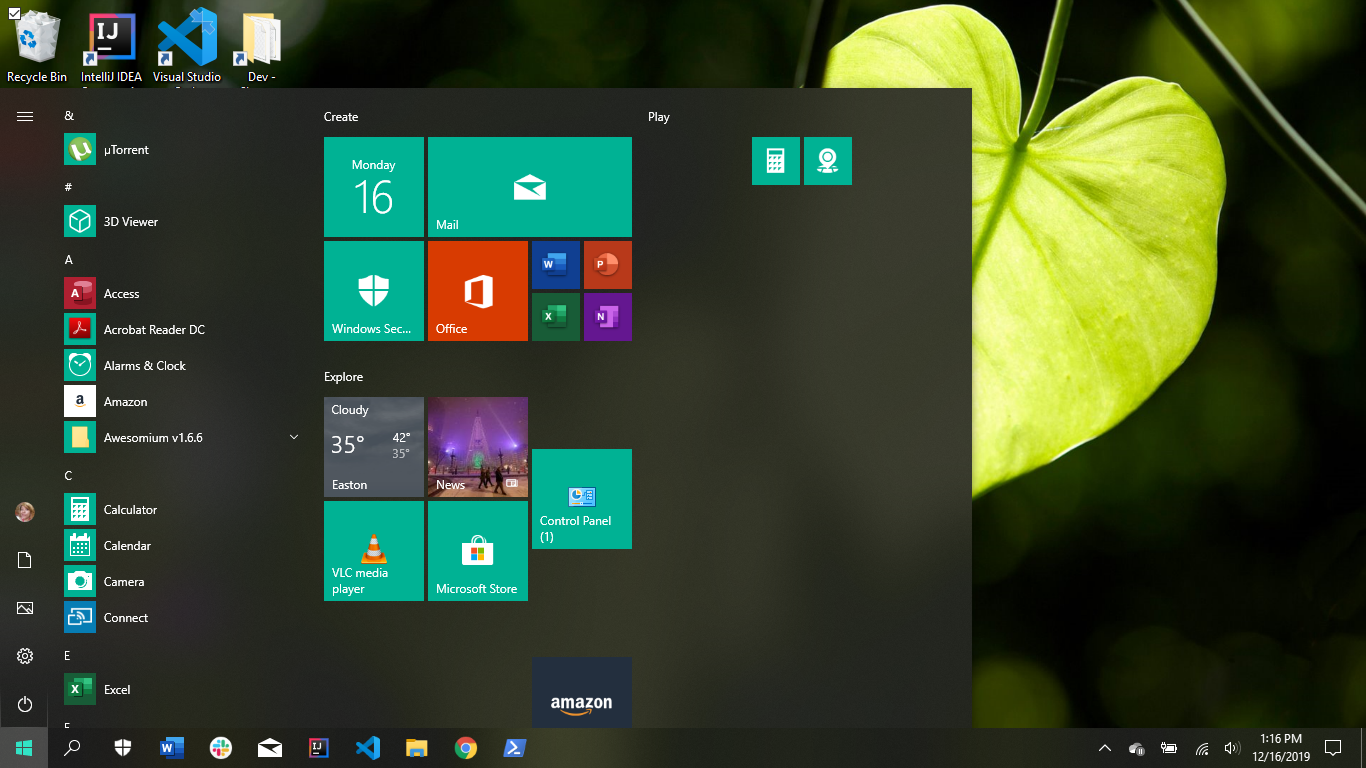 Recycle Bin
IntelliJ IDEA
Visual Studio
Dev -
&
µTorrent
#
3D Viewer
A
Access
Acrobat Reader DC
Alarms & Clock
Amazon
Awesomium v1.6.6
C
Calculator
Calendar
Camera
Connect
E
Excel
Create
Monday
16
Mail
Windows Sec...
Office
Explore
Cloudy
35°
42°
35°
Easton
News
VLC media
player
Microsoft Store
Control Panel
(1)
amazon
Play
1:16 PM
12/16/2019